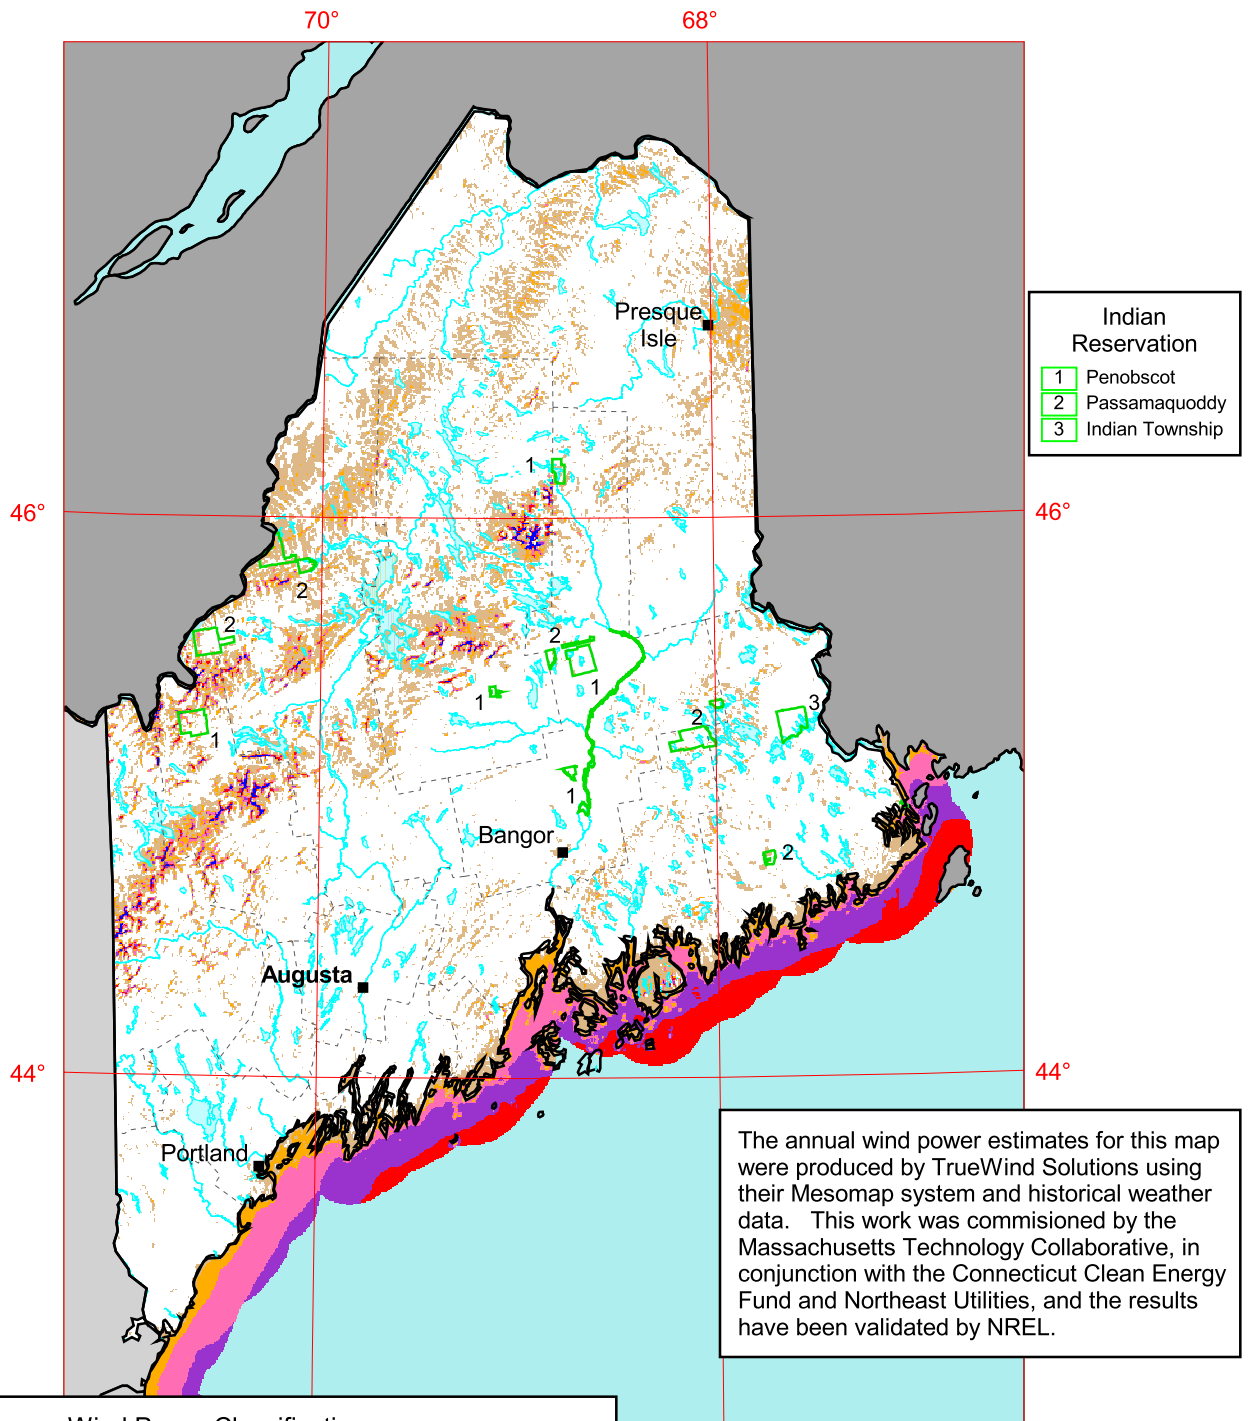 70°
68°
Presque
Isle
Indian
Reservation
1 Penobscot
2 Passamaquoddy
3 Indian Township
1
46°
46°
2
2
2
1
1
3
2
1
1
Bangor
2
Augusta
44°
44°
Portland
The annual wind power estimates for this map
were produced by TrueWind Solutions using
their Mesomap system and historical weather
data. This work was commisioned by the
Massachusetts Technology Collaborative, in
conjunction with the Connecticut Clean Energy
Fund and Northeast Utilities, and the results
have been validated by NREL.